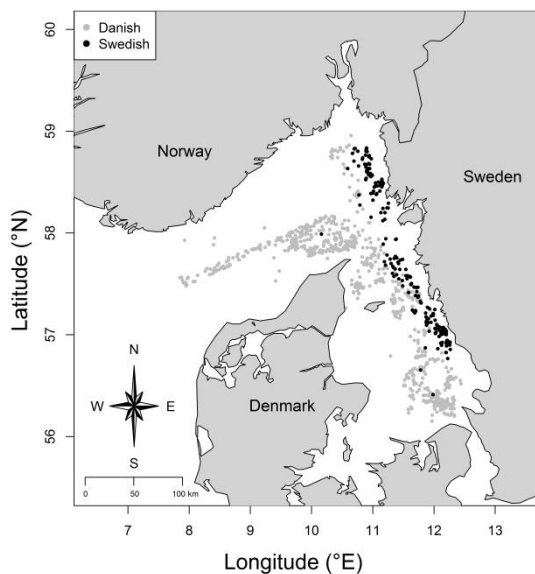 Danish
Swedish
60
59
58
57
56
Latitude (°N)
Norway
Sweden
Denmark
N
W E
S
0 50 100 km
7 8 9 10 11 12 13
Longitude (°E)